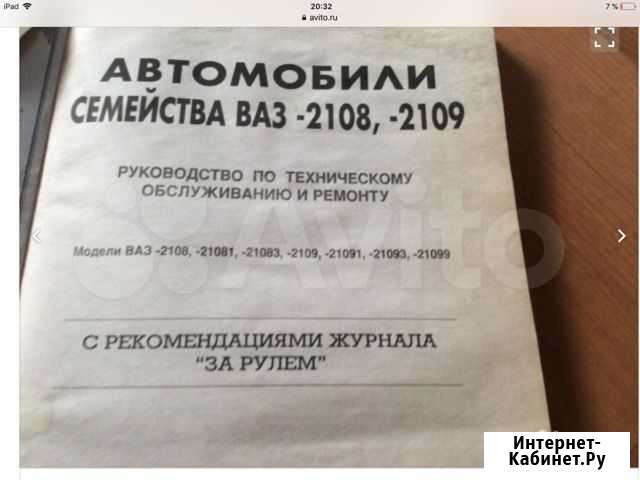 iPad
20:32
7 %
avito.ru
АВТОМОБИЛИ
СЕМЕЙСТВА ВАЗ -2108, -2109
РУКОВОДСТВО ПО ТЕХНИЧЕСКОМУ
ОБСЛУЖИВАНИЮ И РЕМОНТУ
Модели ВАЗ -2108, -21081, -21083, -2109, -21091, -21093, -21099
С РЕКОМЕНДАЦИЯМИ ЖУРНАЛА
"ЗА РУЛЕМ"
Avito
Интернет-
Кабинет.Ру